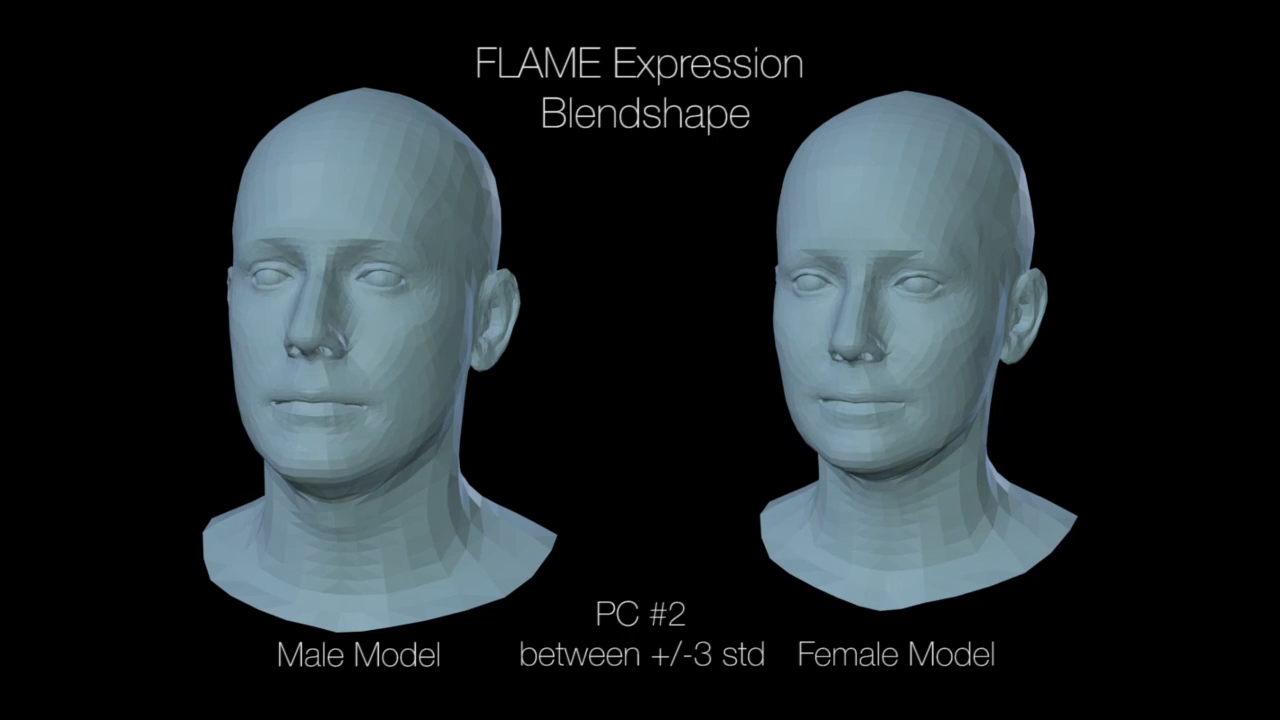 FLAME Expression
Blendshape
PC #2
Male Model
between +/-3 std
Female Model